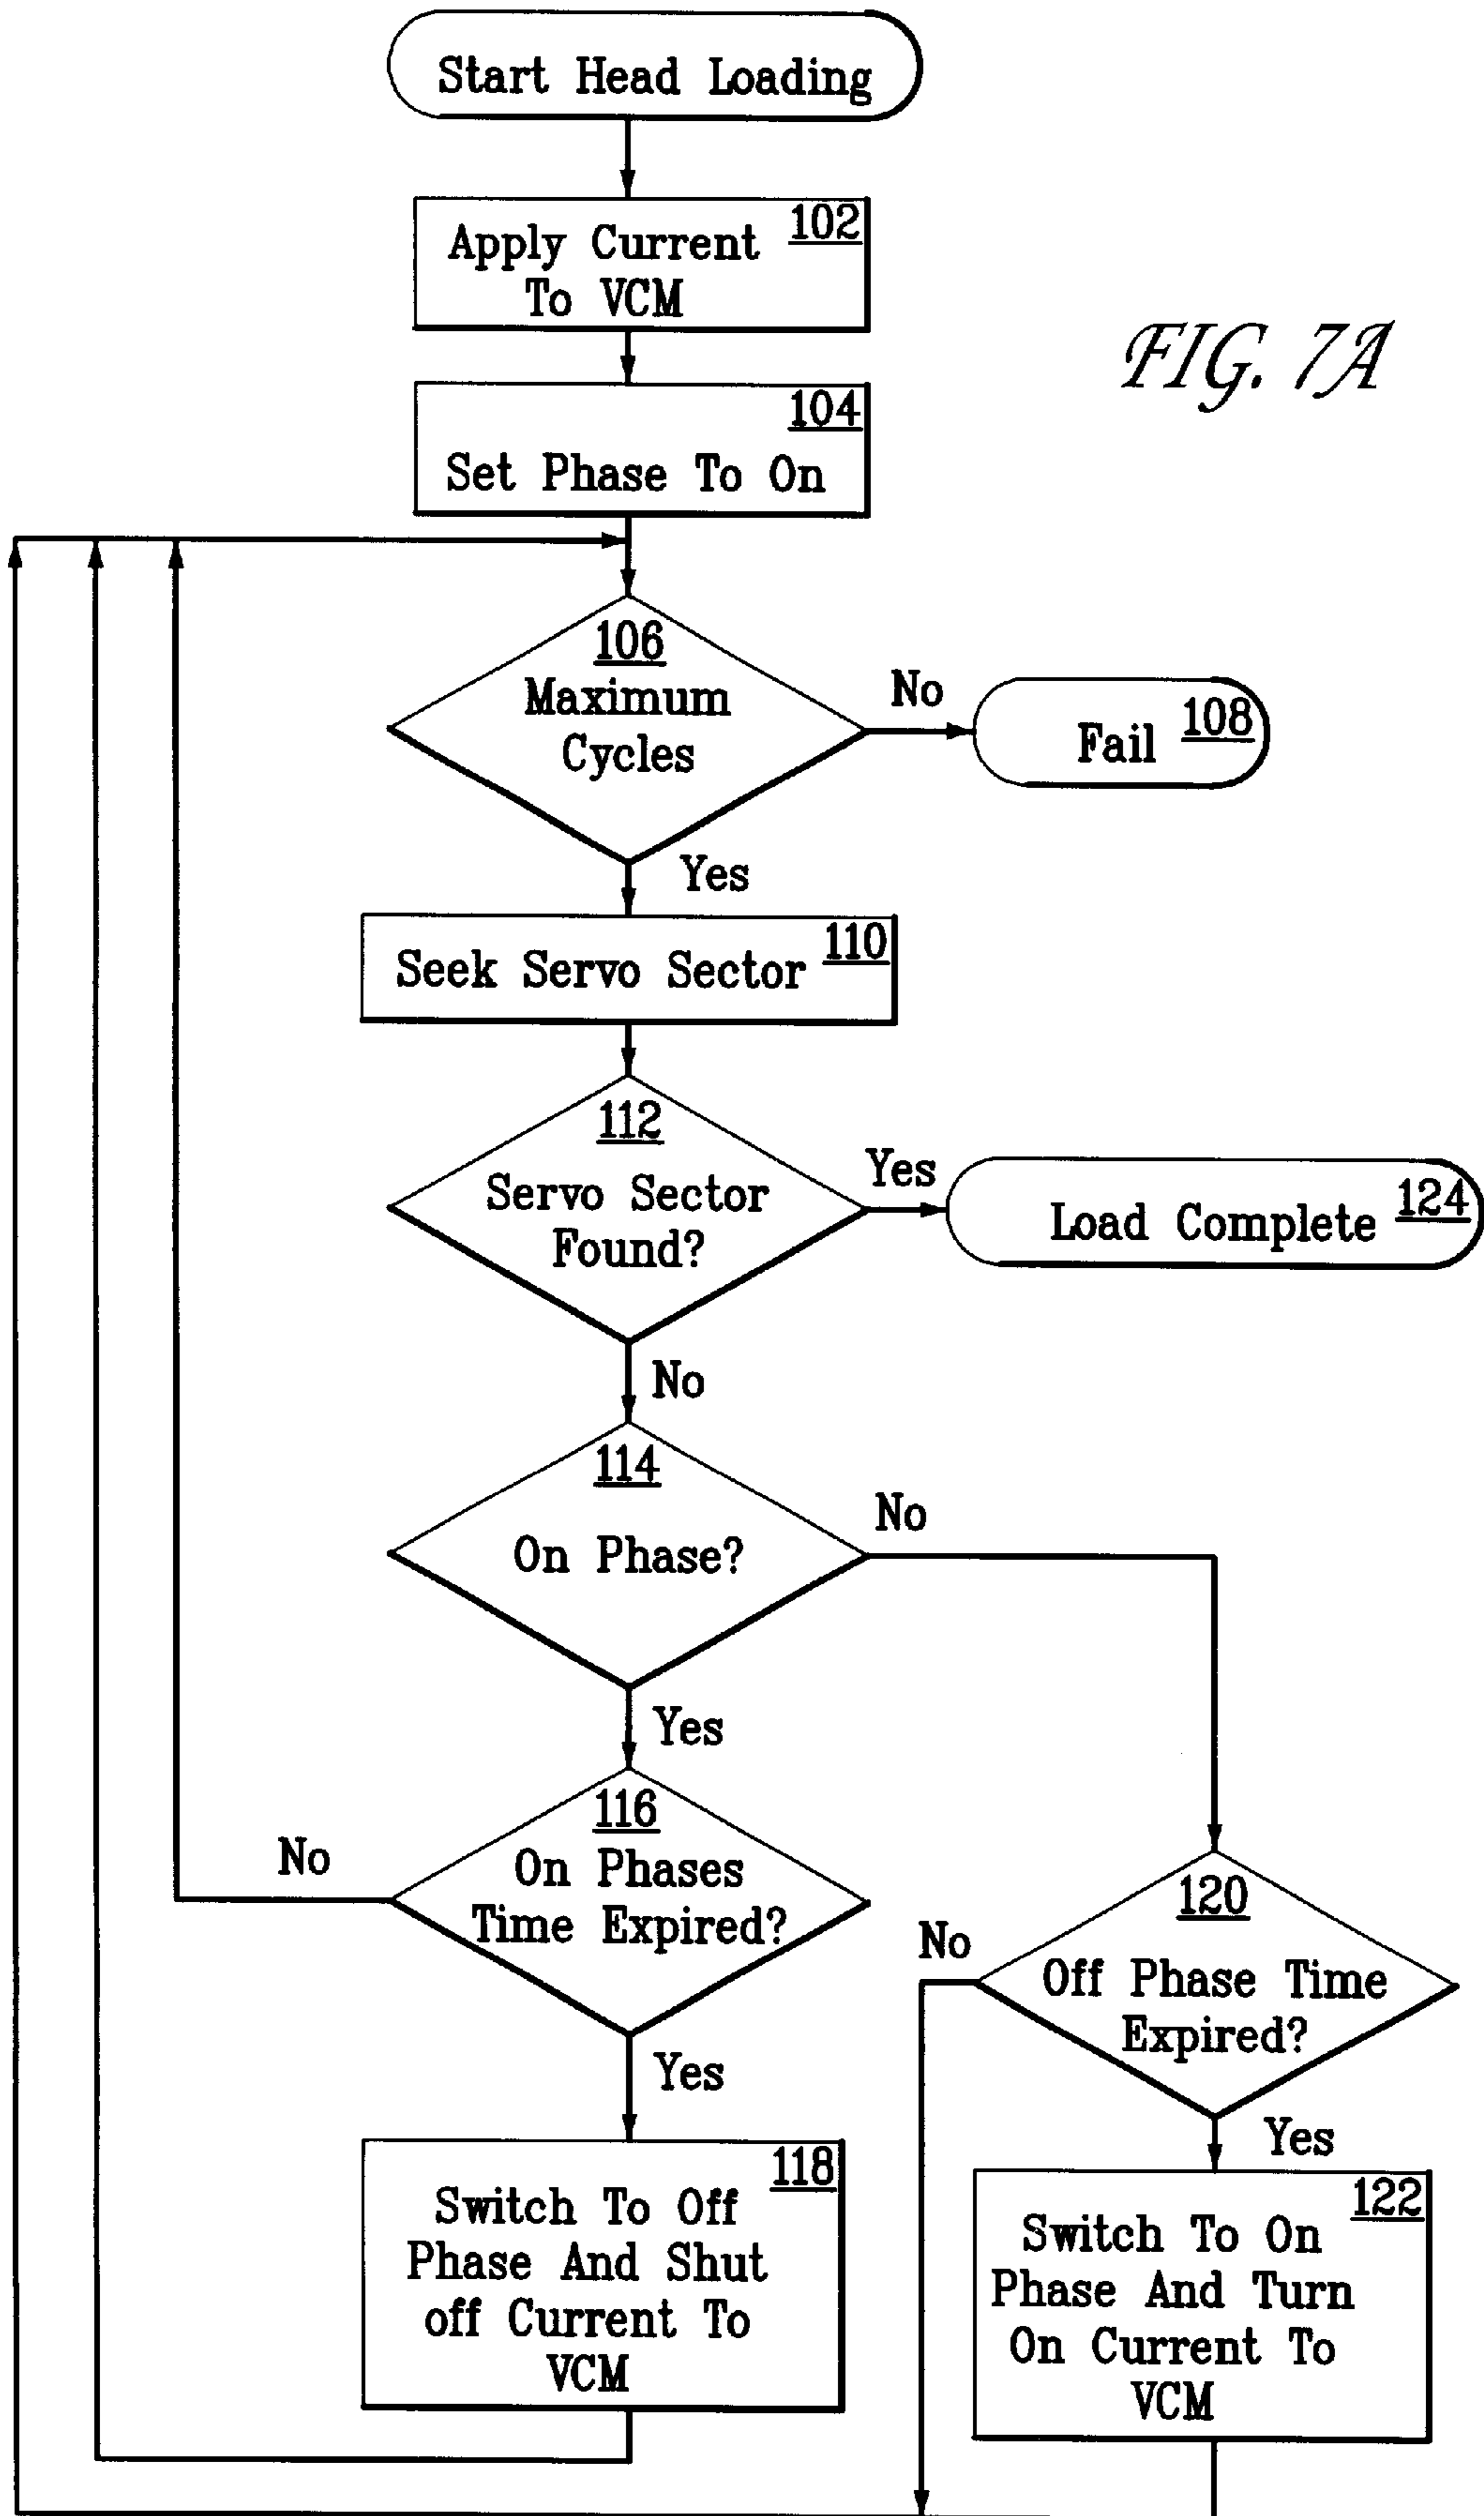 Start Head Loading
102
Apply Current
To VCM
FIG. 7A
104
Set Phase To On
106
Maximum
Cycles
No
108
Fail
Yes
110
Seek Servo Sector
112
Servo Sector
Found?
Yes
124
Load Complete
No
114
On Phase?
No
Yes
116
On Phases
Time Expired?
No
Yes
118
Switch To Off
Phase And Shut
off Current To
VCM
120
Off Phase Time
Expired?
No
Yes
122
Switch To On
Phase And Turn
On Current To
VCM